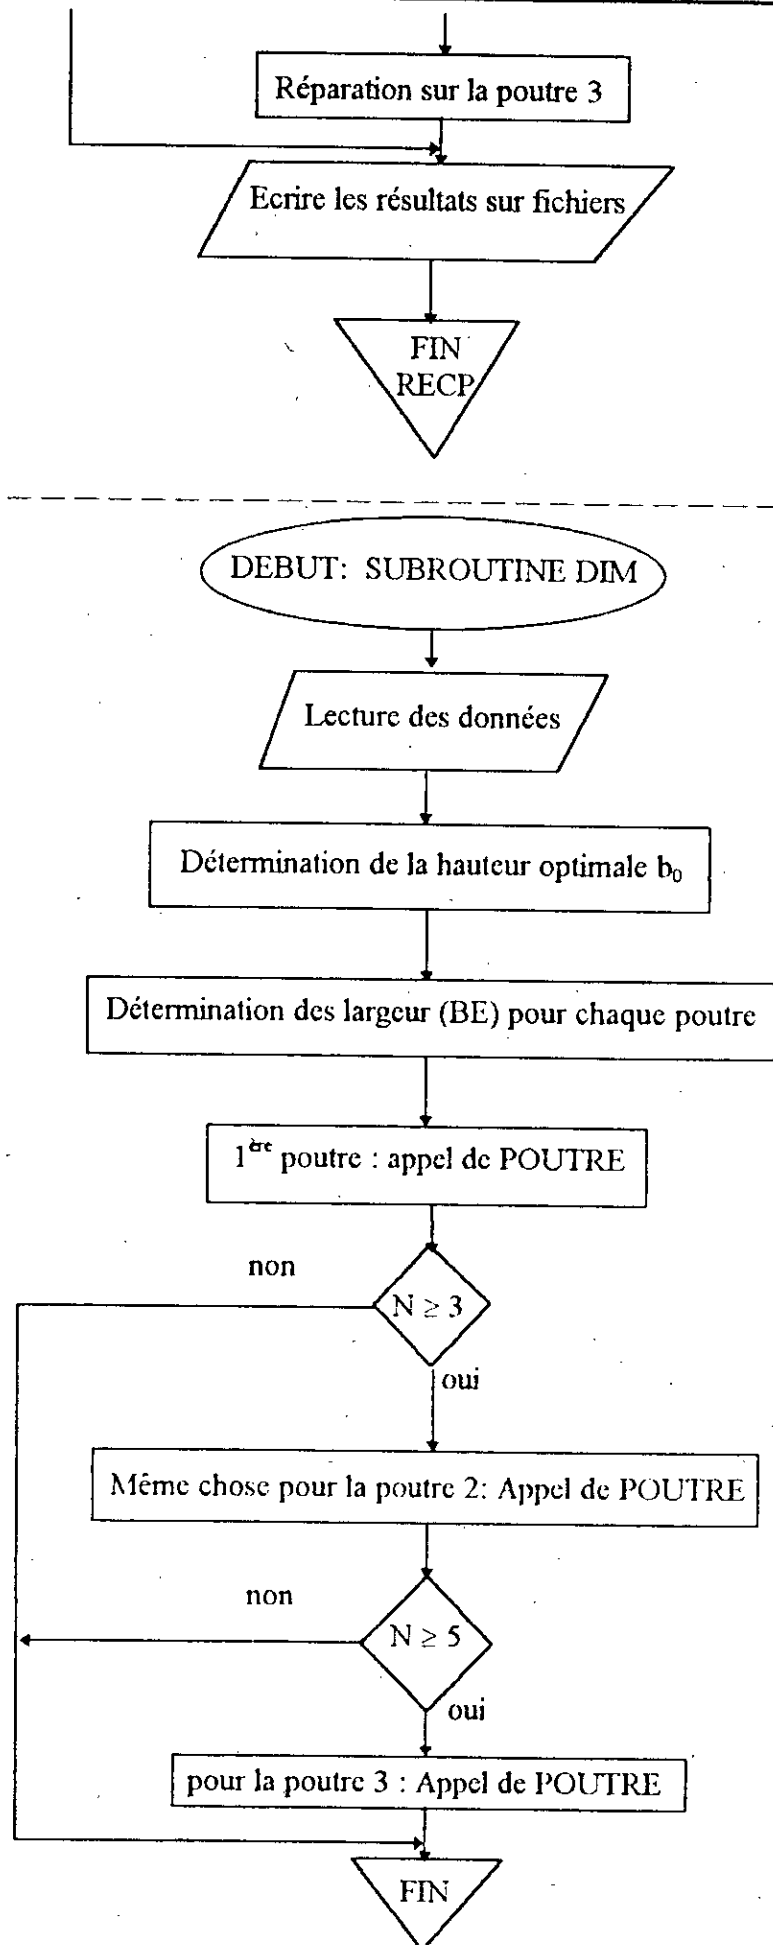 Réparation sur la poutre 3
Ecrire les résultats sur fichiers
FIN
RECP
DEBUT: SUBROUTINE DIM
Lecture des données
Détermination de la hauteur optimale b₀
Détermination des largeur (BE) pour chaque poutre
1ère poutre : appel de POUTRE
non
N ≥ 3
oui
Même chose pour la poutre 2: Appel de POUTRE
non
N ≥ 5
oui
pour la poutre 3 : Appel de POUTRE
FIN